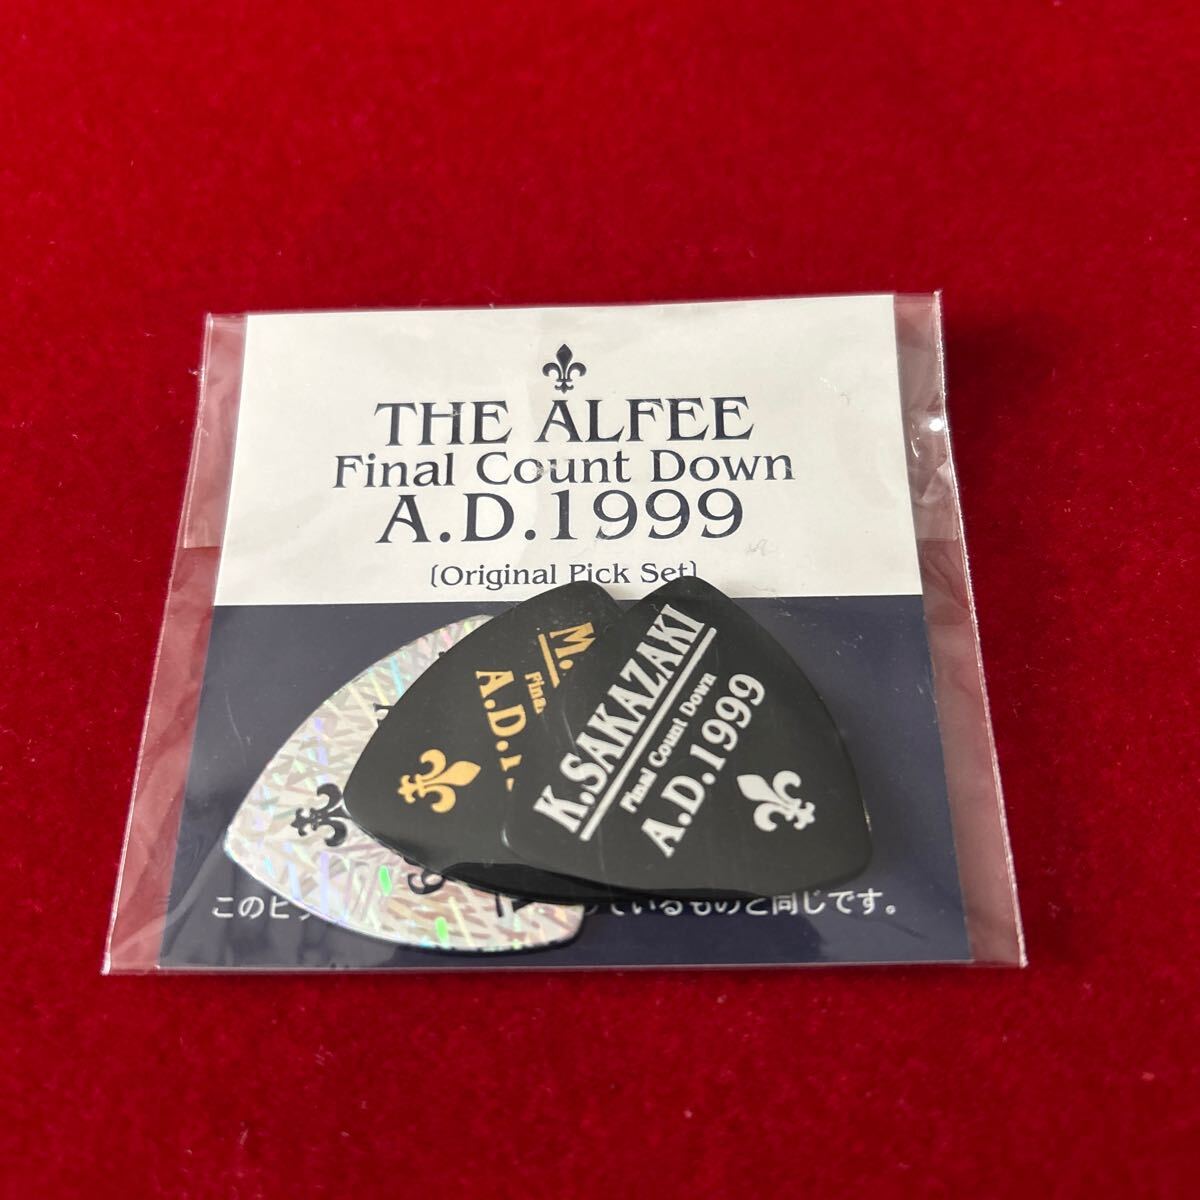 THE ALFEE
Final Count Down
A.D.1999
(Original Pick Set)
M.
A.D.1
K.SAKAZAKI
Final Count Down
A.D.1999
このピ
ているものと同じです。